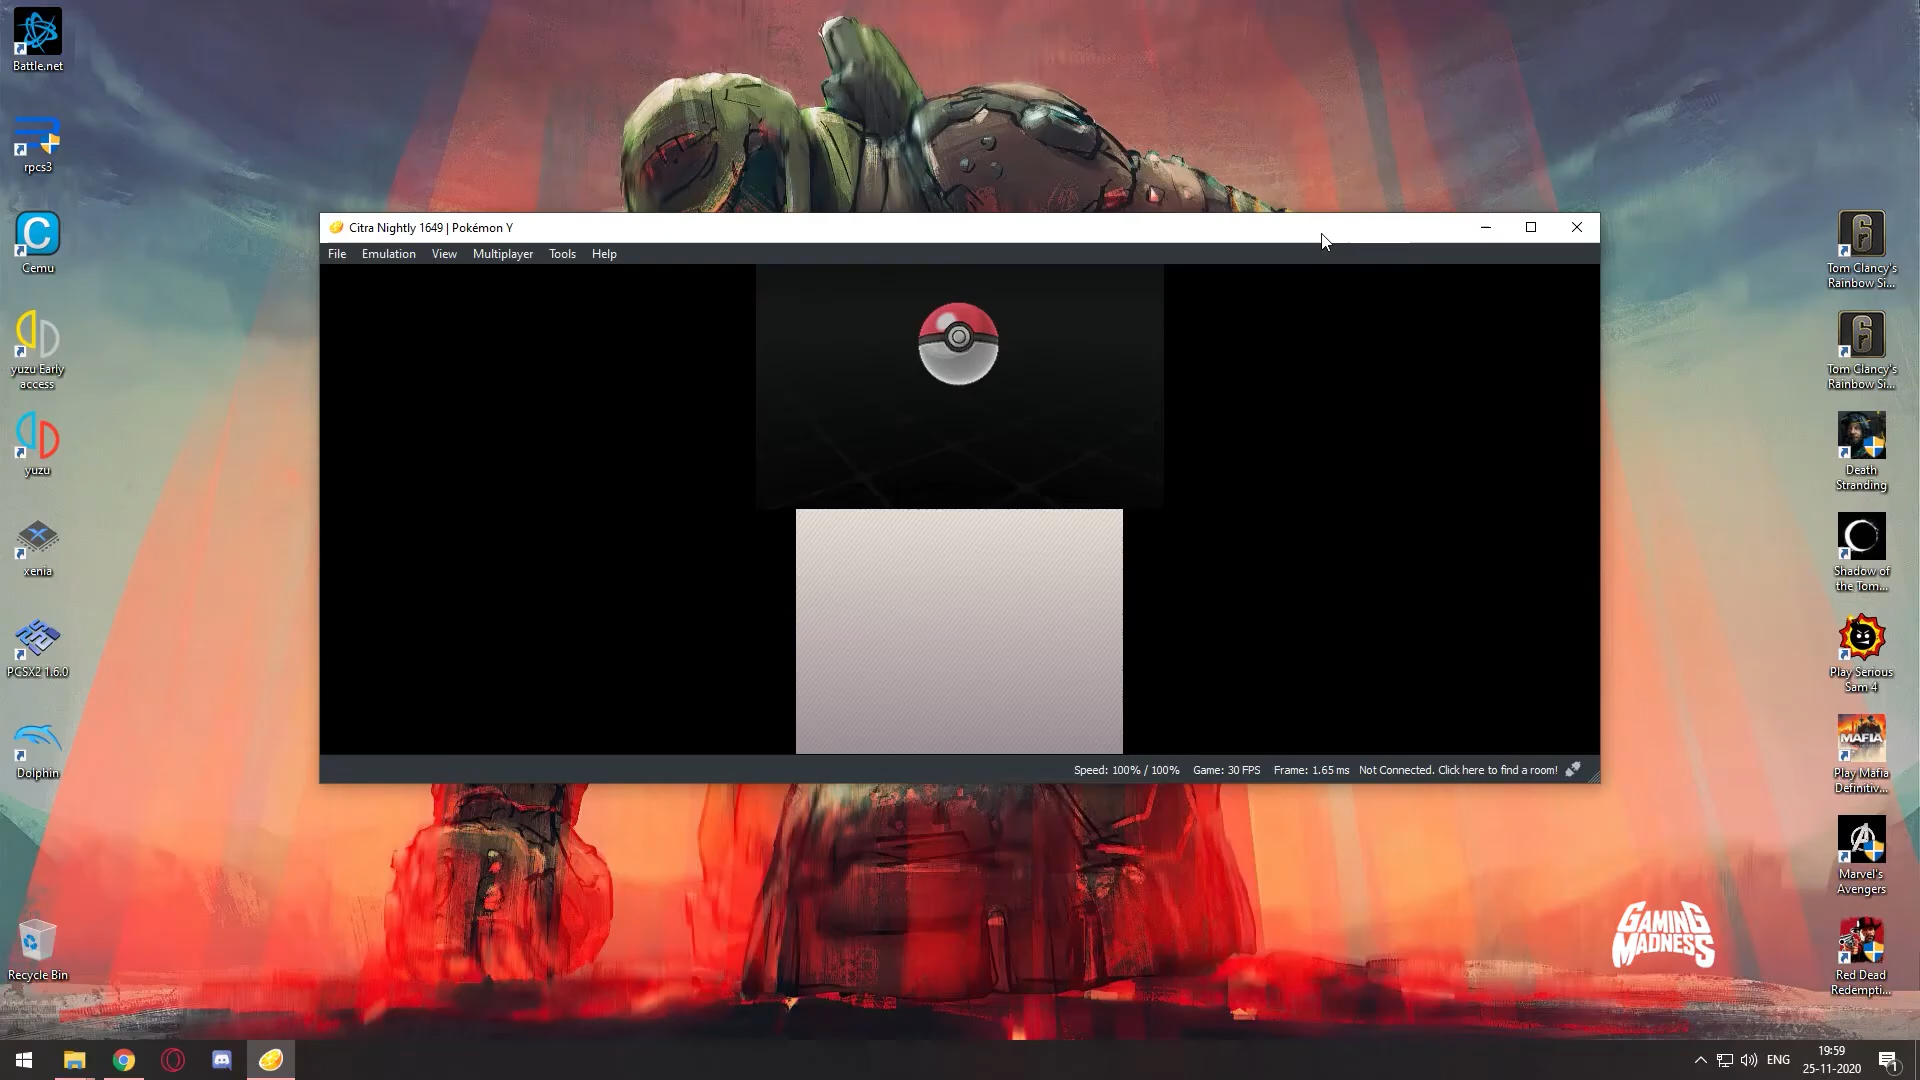 Battle.net
rpcs3
Cemu
yuzu Early
access
yuzu
xenia
PCSX2 1.6.0
Dolphin
Recycle Bin
Citra Nightly 1649 | Pokémon Y
File Emulation View Multiplayer Tools Help
Speed: 100% / 100% Game: 30 FPS Frame: 1.65 ms Not Connected. Click here to find a room!
Tom Clancy's
Rainbow Si...
Tom Clancy's
Rainbow Si...
Death
Stranding
Shadow of
the Tom...
Play Serious
Sam 4
MAFIA
Play Mafia
Definitiv...
Marvel's
Avengers
Red Dead
Redempti...
GAMING
MADNESS
ENG
19:59
25-11-2020
1